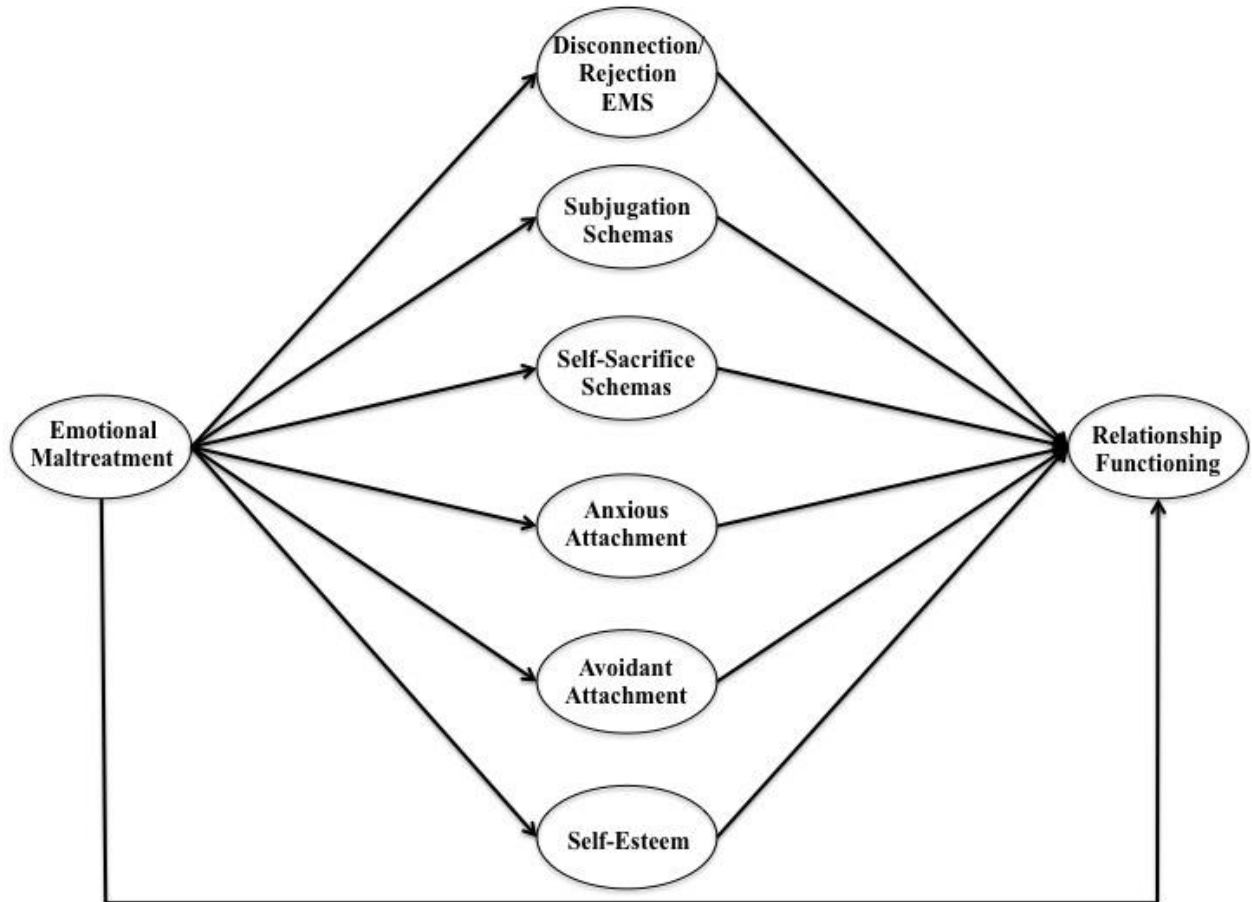 Disconnection/
Rejection
EMS
Subjugation
Schemas
Self-Sacrifice
Schemas
Emotional
Maltreatment
Relationship
Functioning
Anxious
Attachment
Avoidant
Attachment
Self-Esteem